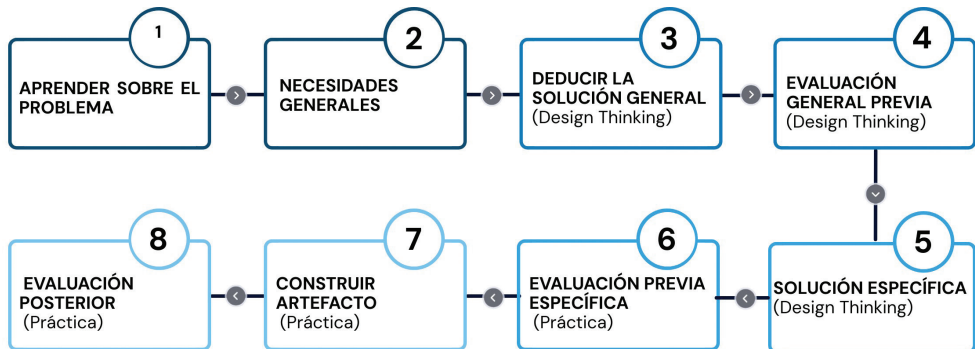 1
APRENDER SOBRE EL
PROBLEMA
2
NECESIDADES
GENERALES
3
DEDUCIR LA
SOLUCIÓN GENERAL
(Design Thinking)
4
EVALUACIÓN
GENERAL PREVIA
(Design Thinking)
5
SOLUCIÓN ESPECÍFICA
(Design Thinking)
6
EVALUACIÓN PREVIA
ESPECÍFICA
(Práctica)
7
CONSTRUIR
ARTEFACTO
(Práctica)
8
EVALUACIÓN
POSTERIOR
(Práctica)